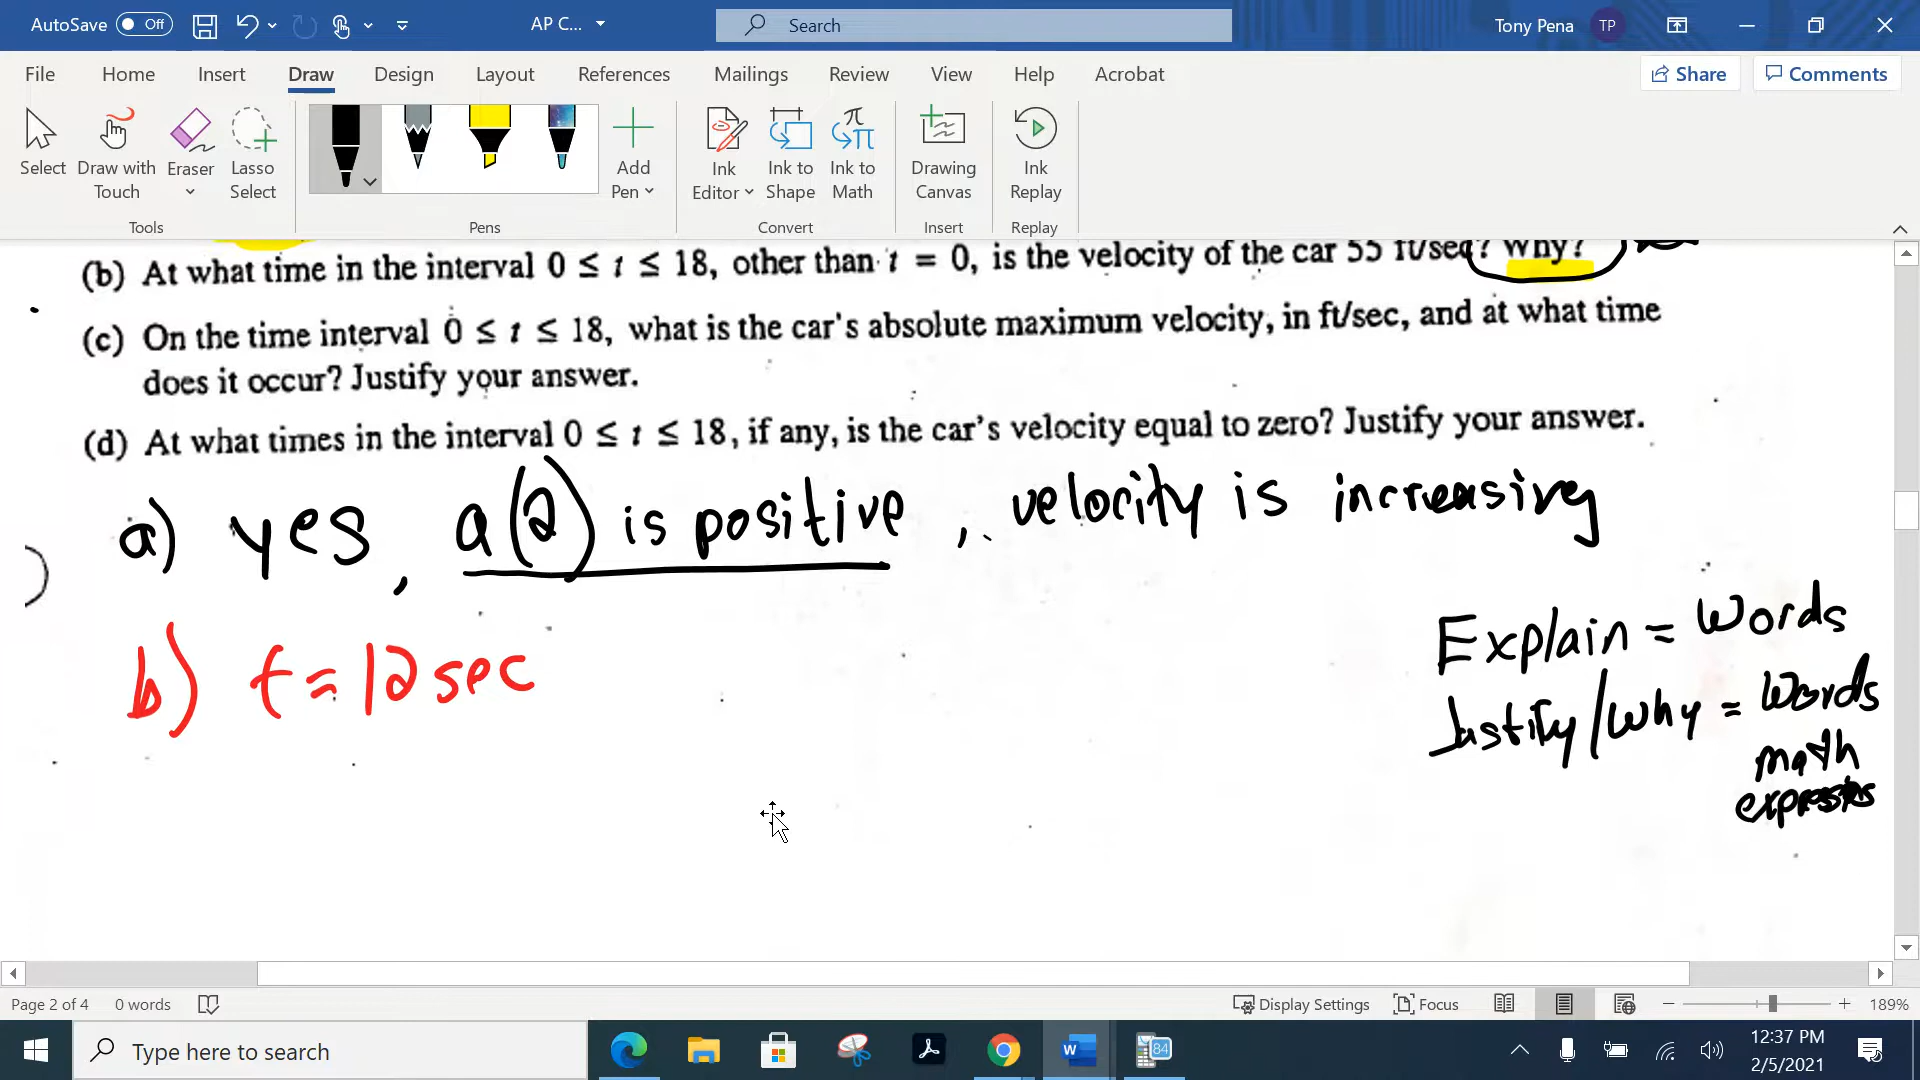 AutoSave Off AP C... Search Tony Pena TP
File Home Insert Draw Design Layout References Mailings Review View Help Acrobat Share Comments
Select Draw with Touch Eraser Lasso Select Add Pen Ink Editor Ink to Shape Ink to Math Drawing Canvas Ink Replay
Tools Pens Convert Insert Replay
(b) At what time in the interval 0 ≤ t ≤ 18, other than t = 0, is the velocity of the car 55 ft/sec? Why?
(c) On the time interval 0 ≤ t ≤ 18, what is the car's absolute maximum velocity, in ft/sec, and at what time
does it occur? Justify your answer.
(d) At what times in the interval 0 ≤ t ≤ 18, if any, is the car's velocity equal to zero? Justify your answer.
a) yes, a(2) is positive, velocity is increasing
Explain = words
b) t = 12 sec
Justify/Why = words
math
Page 2 of 4 0 words Display Settings Focus 189%
Type here to search 84 12:37 PM
2/5/2021